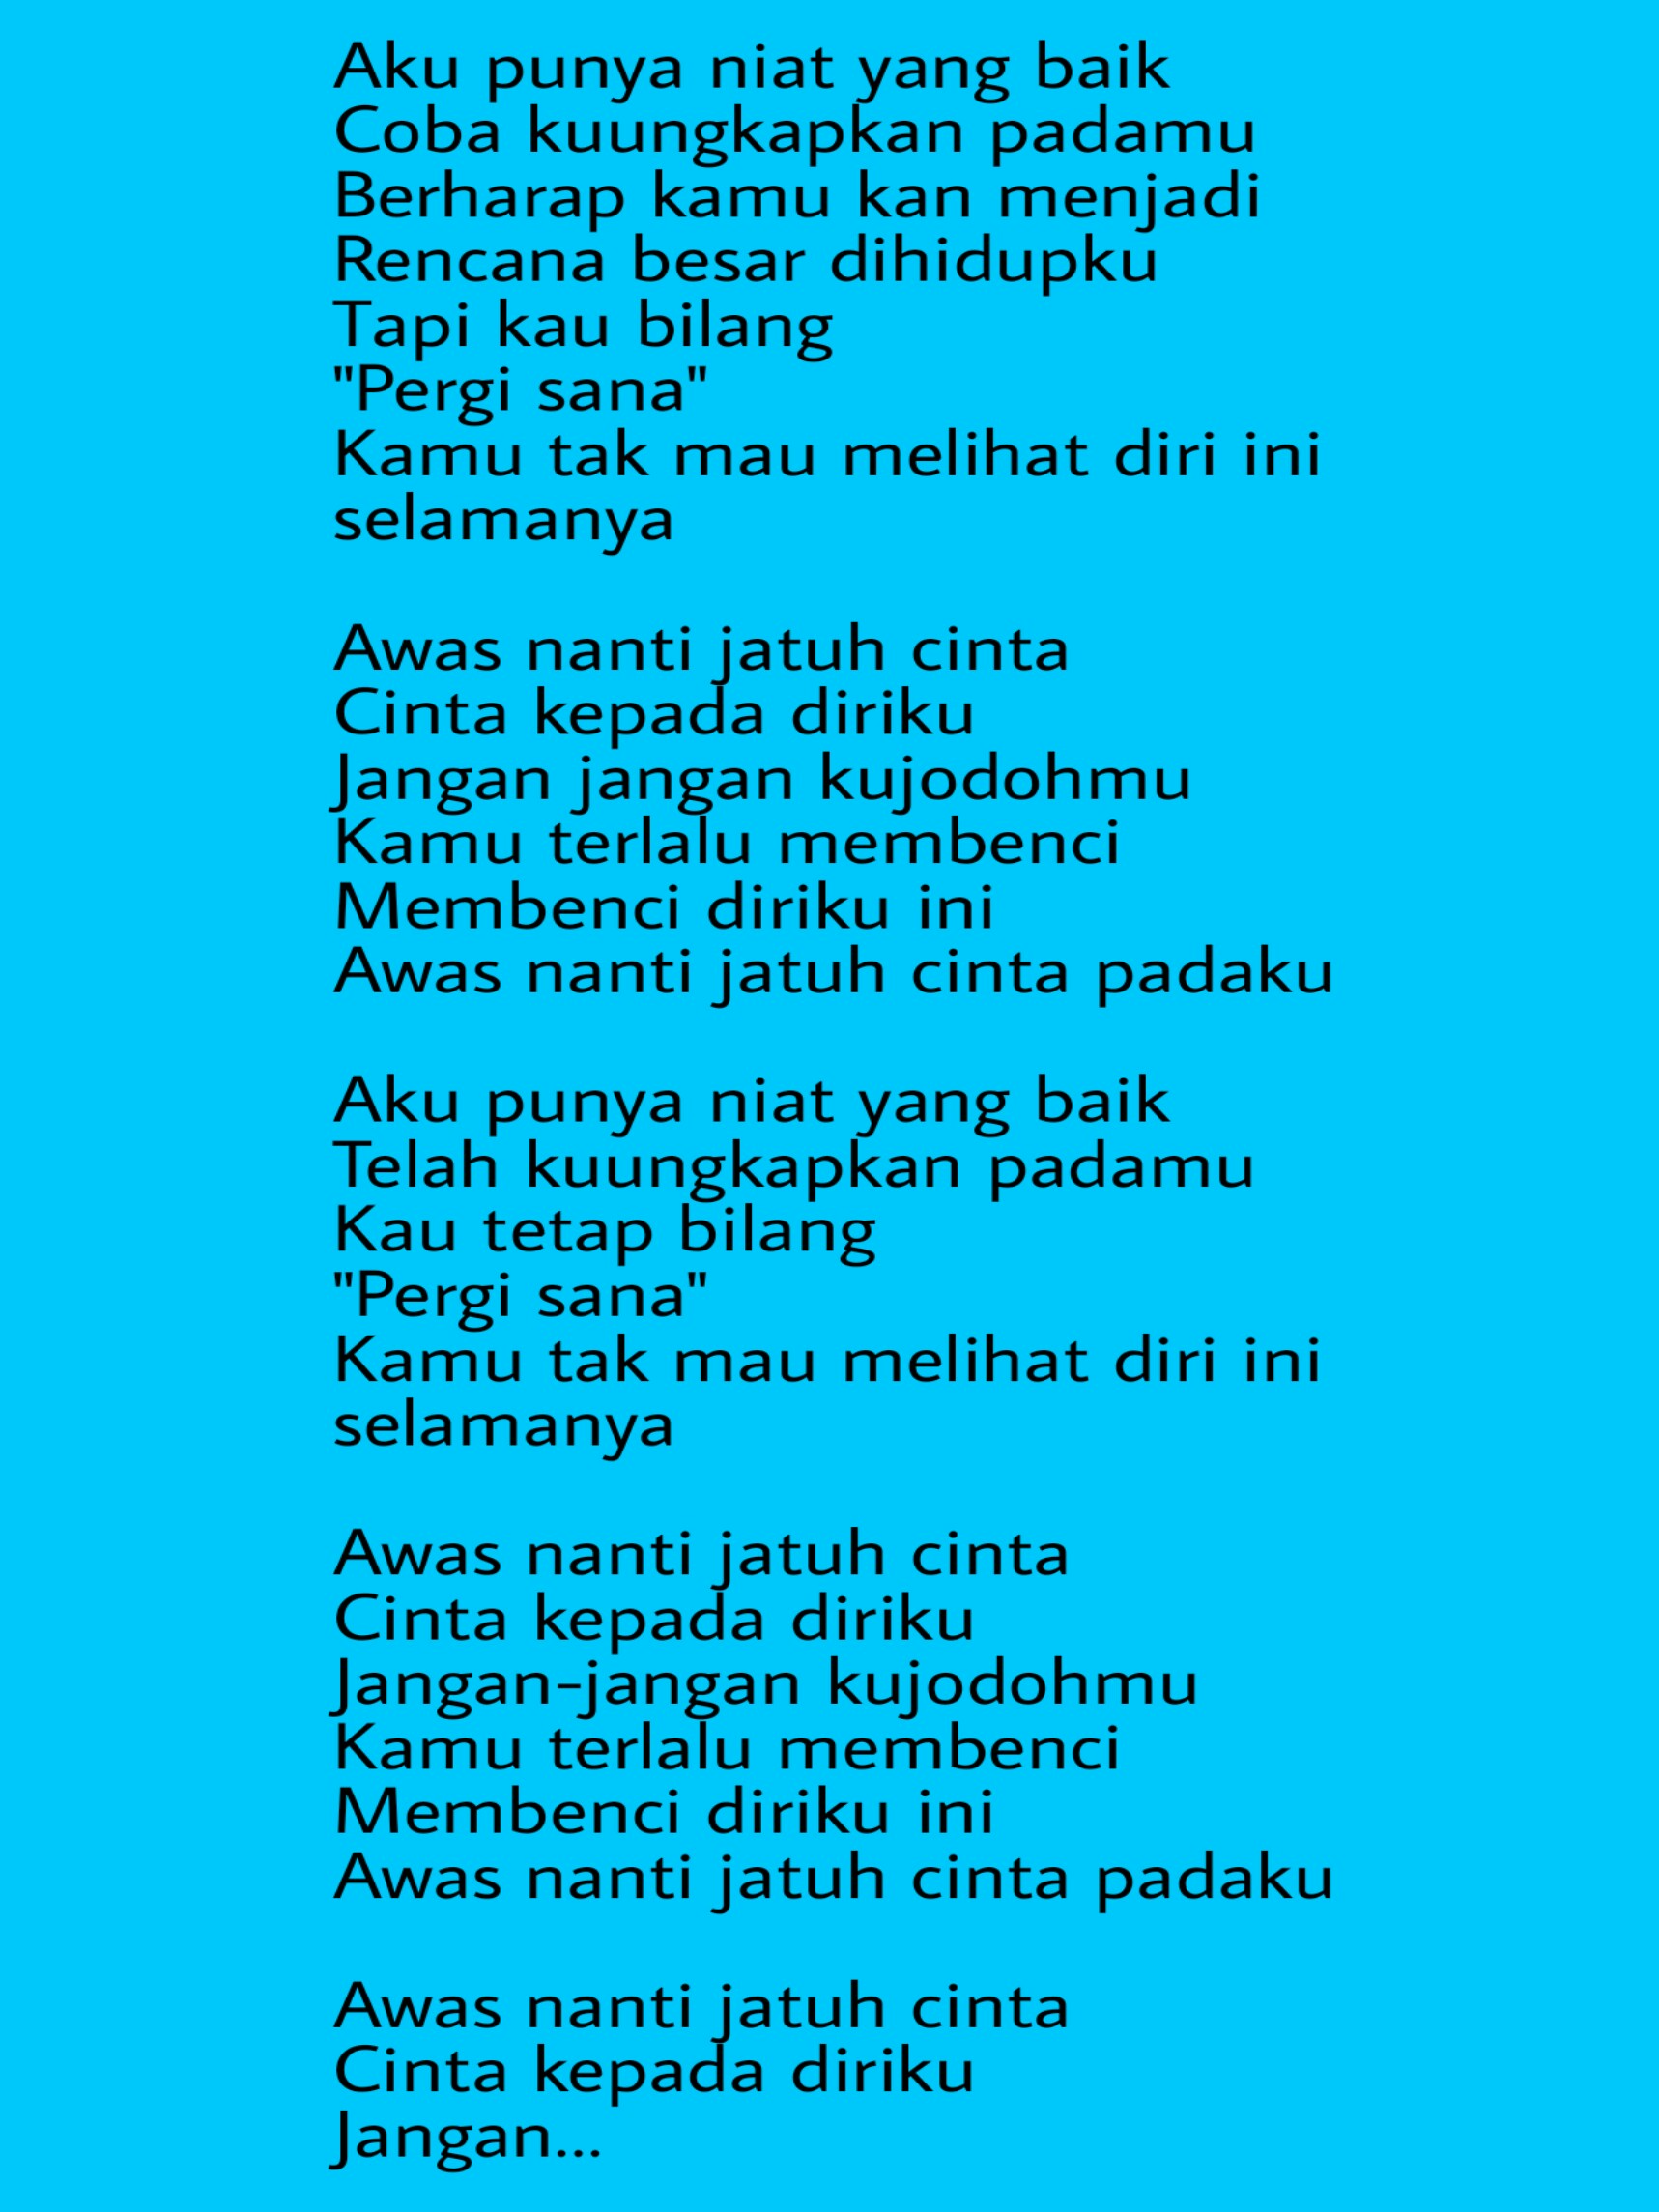 Aku punya niat yang baik
Coba kuungkapkan padamu
Berharap kamu kan menjadi
Rencana besar dihidupku
Tapi kau bilang
"Pergi sana"
Kamu tak mau melihat diri ini
selamanya

Awas nanti jatuh cinta
Cinta kepada diriku
Jangan jangan kujodohmu
Kamu terlalu membenci
Membenci diriku ini
Awas nanti jatuh cinta padaku

Aku punya niat yang baik
Telah kuungkapkan padamu
Kau tetap bilang
"Pergi sana"
Kamu tak mau melihat diri ini
selamanya

Awas nanti jatuh cinta
Cinta kepada diriku
Jangan-jangan kujodohmu
Kamu terlalu membenci
Membenci diriku ini
Awas nanti jatuh cinta padaku

Awas nanti jatuh cinta
Cinta kepada diriku
Jangan...